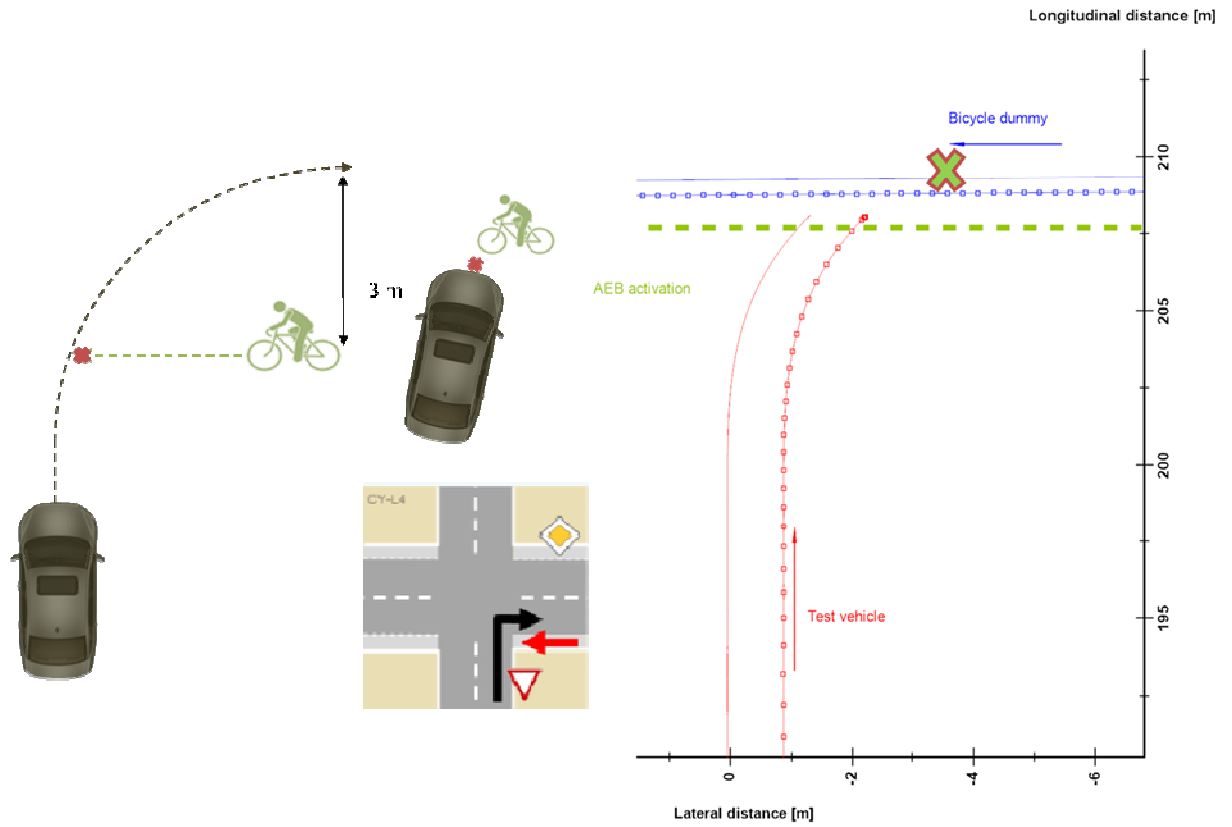 Longitudinal distance [m]
Bicycle dummy
210
3 m
AEB activation
205
CY-L4
200
195
Test vehicle
0
-2
-4
-6
Lateral distance [m]